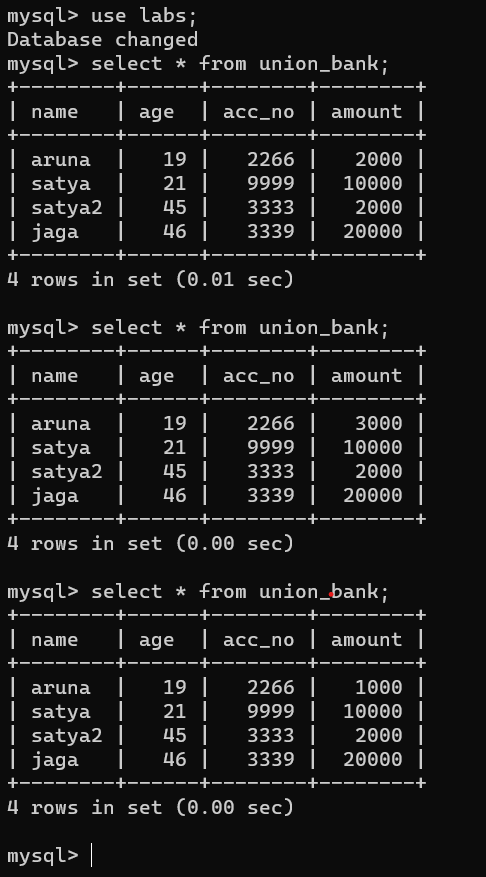 mysql> use labs;
Database changed
mysql> select * from union_bank;
+--------+------+--------+--------+
| name   | age  | acc_no | amount |
+--------+------+--------+--------+
| aruna  |   19 |   2266 |   2000 |
| satya  |   21 |   9999 |  10000 |
| satya2 |   45 |   3333 |   2000 |
| jaga   |   46 |   3339 |  20000 |
+--------+------+--------+--------+
4 rows in set (0.01 sec)

mysql> select * from union_bank;
+--------+------+--------+--------+
| name   | age  | acc_no | amount |
+--------+------+--------+--------+
| aruna  |   19 |   2266 |   3000 |
| satya  |   21 |   9999 |  10000 |
| satya2 |   45 |   3333 |   2000 |
| jaga   |   46 |   3339 |  20000 |
+--------+------+--------+--------+
4 rows in set (0.00 sec)

mysql> select * from union_bank;
+--------+------+--------+--------+
| name   | age  | acc_no | amount |
+--------+------+--------+--------+
| aruna  |   19 |   2266 |   1000 |
| satya  |   21 |   9999 |  10000 |
| satya2 |   45 |   3333 |   2000 |
| jaga   |   46 |   3339 |  20000 |
+--------+------+--------+--------+
4 rows in set (0.00 sec)

mysql>